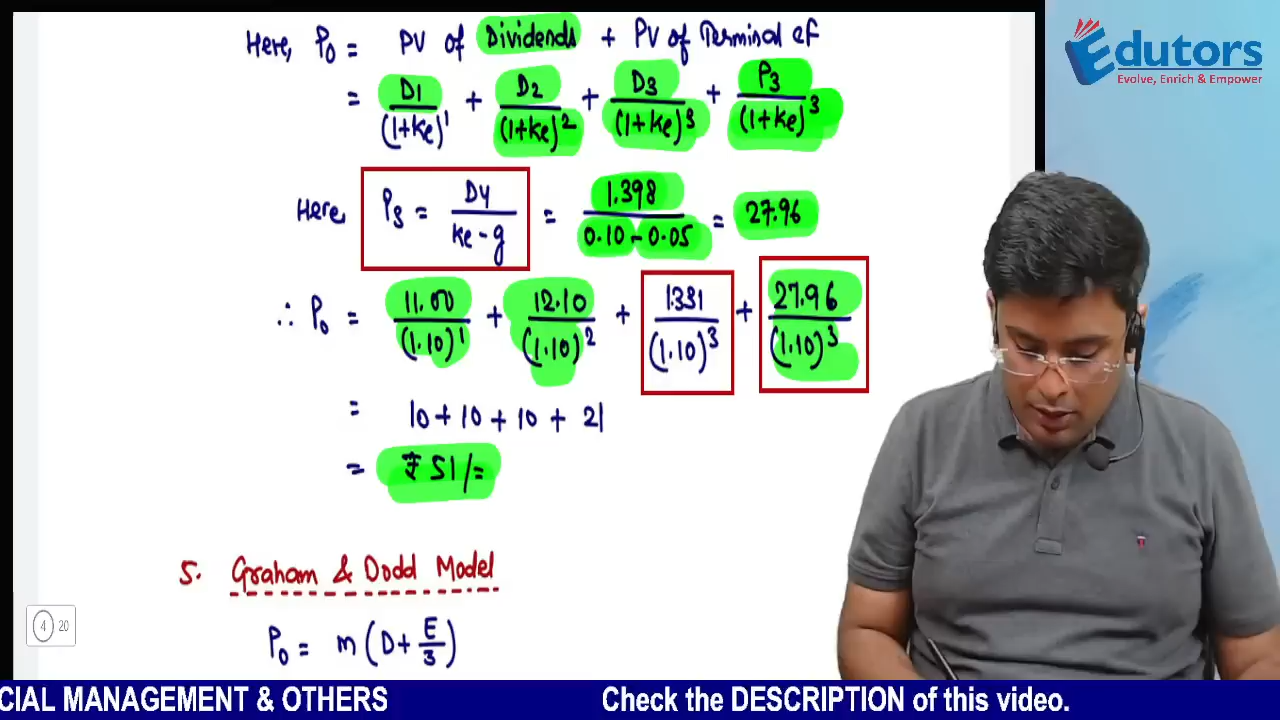 Here, P0 = PV of Dividends + PV of Terminal CF
= D1/(1+Ke)^1 + D2/(1+Ke)^2 + D3/(1+Ke)^3 + P3/(1+Ke)^3
Here, P3 = D4/(Ke-g) = 1.398/(0.10-0.05) = 27.96
∴ P0 = 11.00/(1.10)^1 + 12.10/(1.10)^2 + 1331/(1.10)^3 + 27.96/(1.10)^3
= 10 + 10 + 10 + 21
= ₹51/=
5. Graham & Dodd Model
P0 = m(D+E/3)
4 20
Edutors
Evolve, Enrich & Empower
CIAL MANAGEMENT & OTHERS Check the DESCRIPTION of this video.